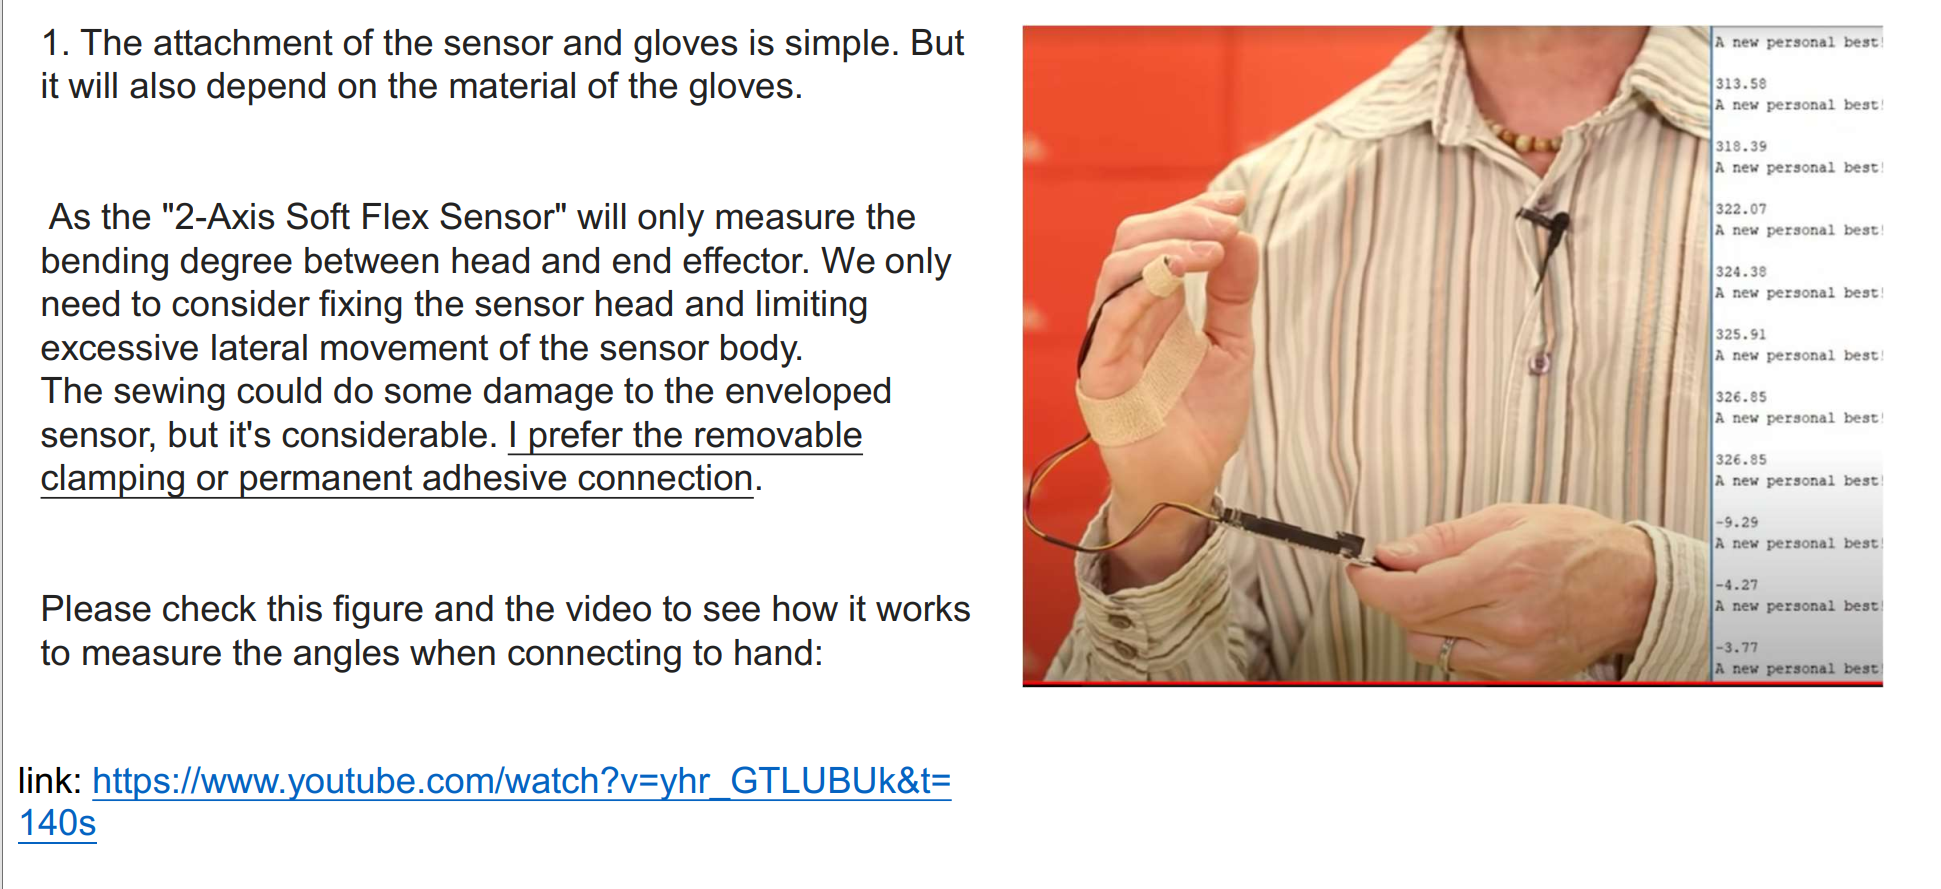 1. The attachment of the sensor and gloves is simple. But
it will also depend on the material of the gloves.
As the "2-Axis Soft Flex Sensor" will only measure the
bending degree between head and end effector. We only
need to consider fixing the sensor head and limiting
excessive lateral movement of the sensor body.
The sewing could do some damage to the enveloped
sensor, but it's considerable. I prefer the removable
clamping or permanent adhesive connection.
Please check this figure and the video to see how it works
to measure the angles when connecting to hand:
link: https://www.youtube.com/watch?v=yhr_GTLUBUk&t=
140s
A new personal best!
313.58
A new personal best!
318.39
A new personal best!
322.07
A new personal best!
324.38
A new personal best!
325.91
A new personal best!
326.85
A new personal best!
326.85
A new personal best!
-9.29
A new personal best!
-4.27
A new personal best!
-3.77
A new personal best!